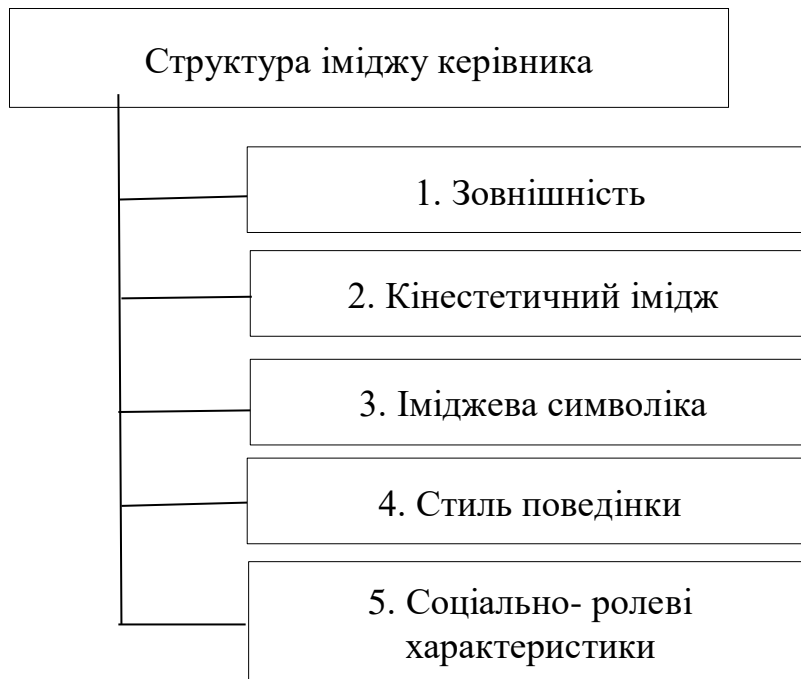 Структура іміджу керівника
1. Зовнішність
2. Кінестетичний імідж
3. Іміджева символіка
4. Стиль поведінки
5. Соціально- ролеві
характеристики